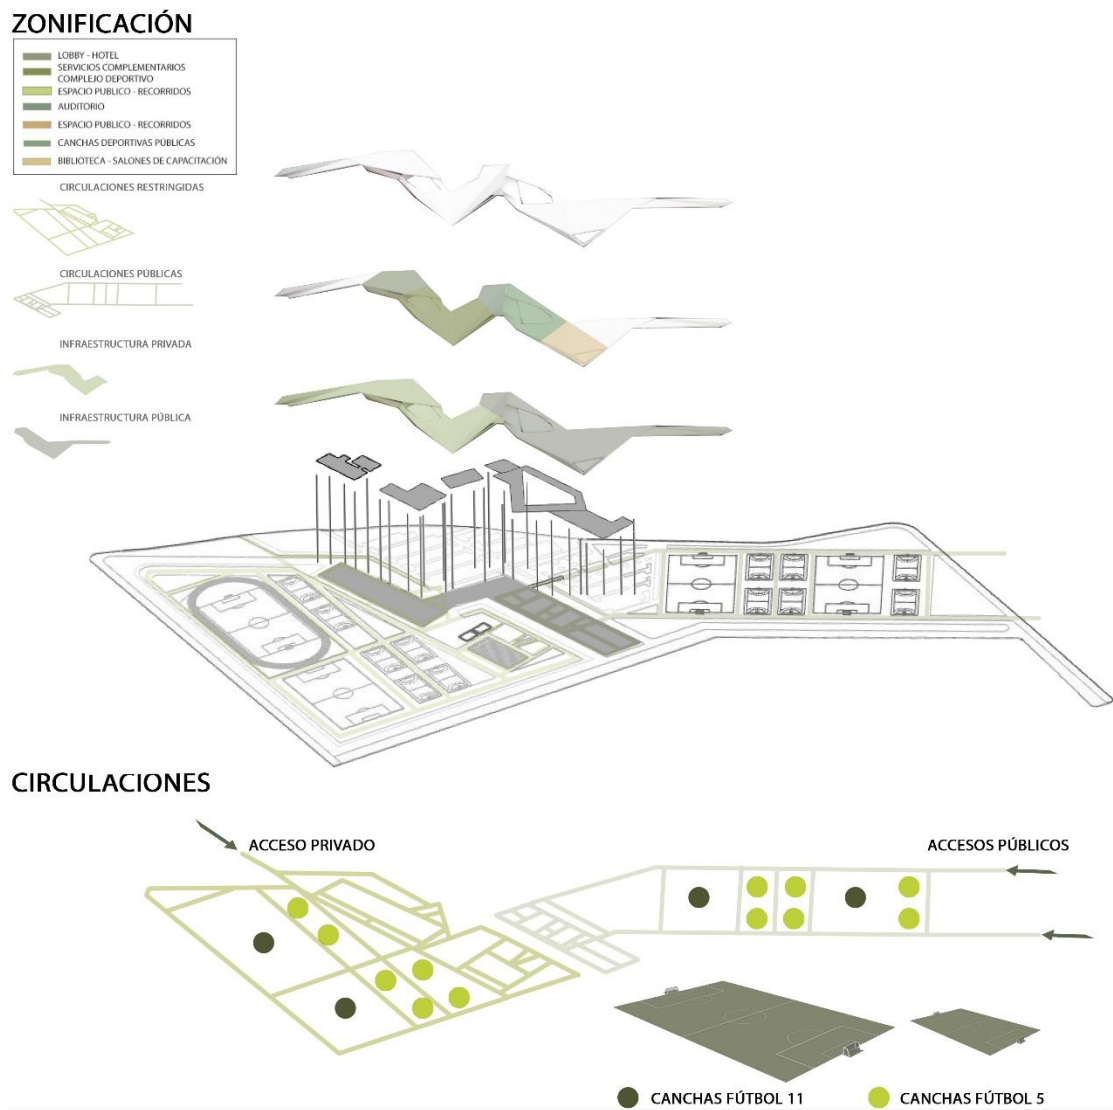 ZONIFICACIÓN
LOBBY - HOTEL
SERVICIOS COMPLEMENTARIOS
COMPLEJO DEPORTIVO
ESPACIO PUBLICO - RECORRIDOS
AUDITORIO
ESPACIO PUBLICO - RECORRIDOS
CANCHAS DEPORTIVAS PÚBLICAS
BIBLIOTECA - SALONES DE CAPACITACIÓN
CIRCULACIONES RESTRINGIDAS
CIRCULACIONES PÚBLICAS
INFRAESTRUCTURA PRIVADA
INFRAESTRUCTURA PÚBLICA
CIRCULACIONES
ACCESO PRIVADO
ACCESOS PÚBLICOS
CANCHAS FÚTBOL 11
CANCHAS FÚTBOL 5